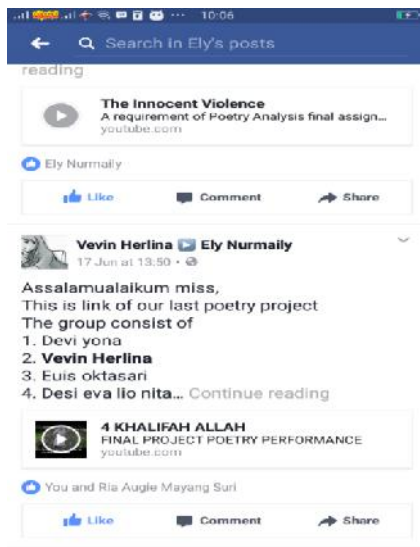 10:06
Search in Ely's posts
reading
The Innocent Violence
A requirement of Poetry Analysis final assign...
youtube.com
Ely Nurmaily
Like Comment Share
Vevin Herlina Ely Nurmaily
17 Jun at 13:50 •
Assalamualaikum miss,
This is link of our last poetry project
The group consist of
1. Devi yona
2. Vevin Herlina
3. Euis oktasari
4. Desi eva lio nita... Continue reading
4 KHALIFAH ALLAH
FINAL PROJECT POETRY PERFORMANCE
youtube.com
You and Ria Augie Mayang Suri
Like Comment Share